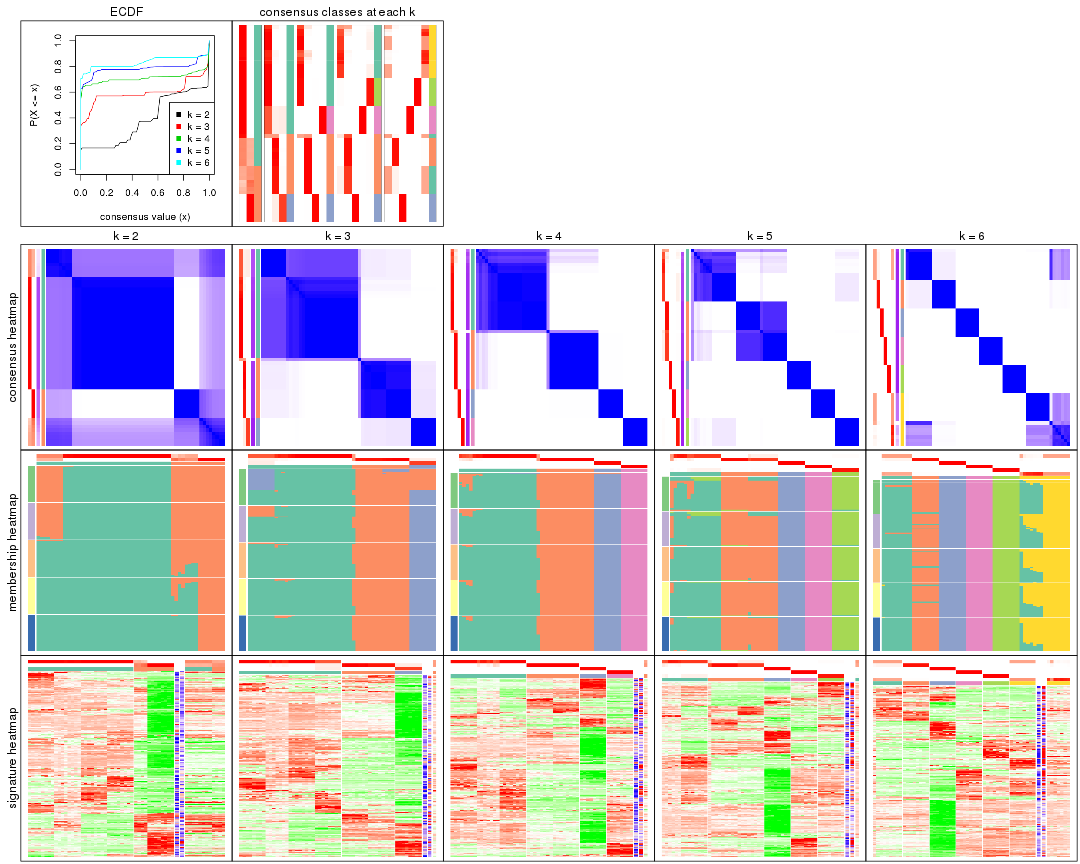 ECDF
consensus classes at each k
P(X <= x)
0.0 0.2 0.4 0.6 0.8 1.0
k = 2
k = 3
k = 4
k = 5
k = 6
0.0 0.2 0.4 0.6 0.8 1.0
consensus value (x)
k = 2 k = 3 k = 4 k = 5 k = 6
consensus heatmap
membership heatmap
signature heatmap